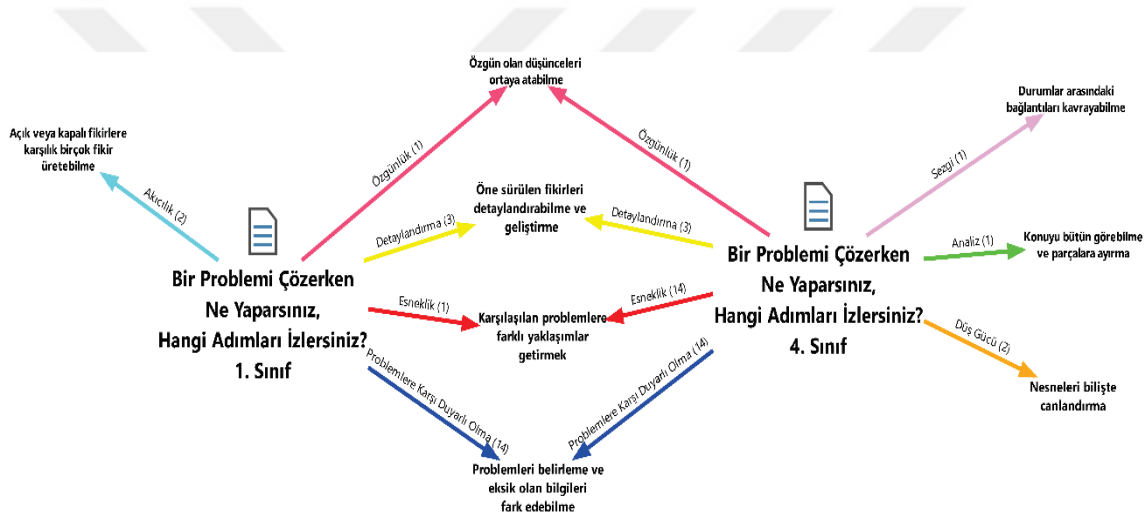 Özgün olan düşünceleri
ortaya atabilme
Durumlar arasındaki
bağlantıları kavrayabilme
Açık veya kapalı fikirlere
karşılık birçok fikir
üretebilme
Akıcılık (2)
Özgünlük (1)
Özgünlük (1)
Sezgi (1)
Öne sürülen fikirleri
detaylandırabilme ve
geliştirme
Detaylandırma (3)
Detaylandırma (3)
Analiz (1)
Konuyu bütün görebilme
ve parçalara ayırma
Bir Problemi Çözerken
Ne Yaparsınız,
Hangi Adımları İzlersiniz?
1. Sınıf
Bir Problemi Çözerken
Ne Yaparsınız,
Hangi Adımları İzlersiniz?
4. Sınıf
Esneklik (1)
Esneklik (14)
Karşılaşılan problemlere
farklı yaklaşımlar
getirmek
Düş Gücü (2)
Nesneleri bilişte
canlandırma
Problemlere Karşı Duyarlı Olma (14)
Problemlere Karşı Duyarlı Olma (14)
Problemleri belirleme ve
eksik olan bilgileri
fark edebilme